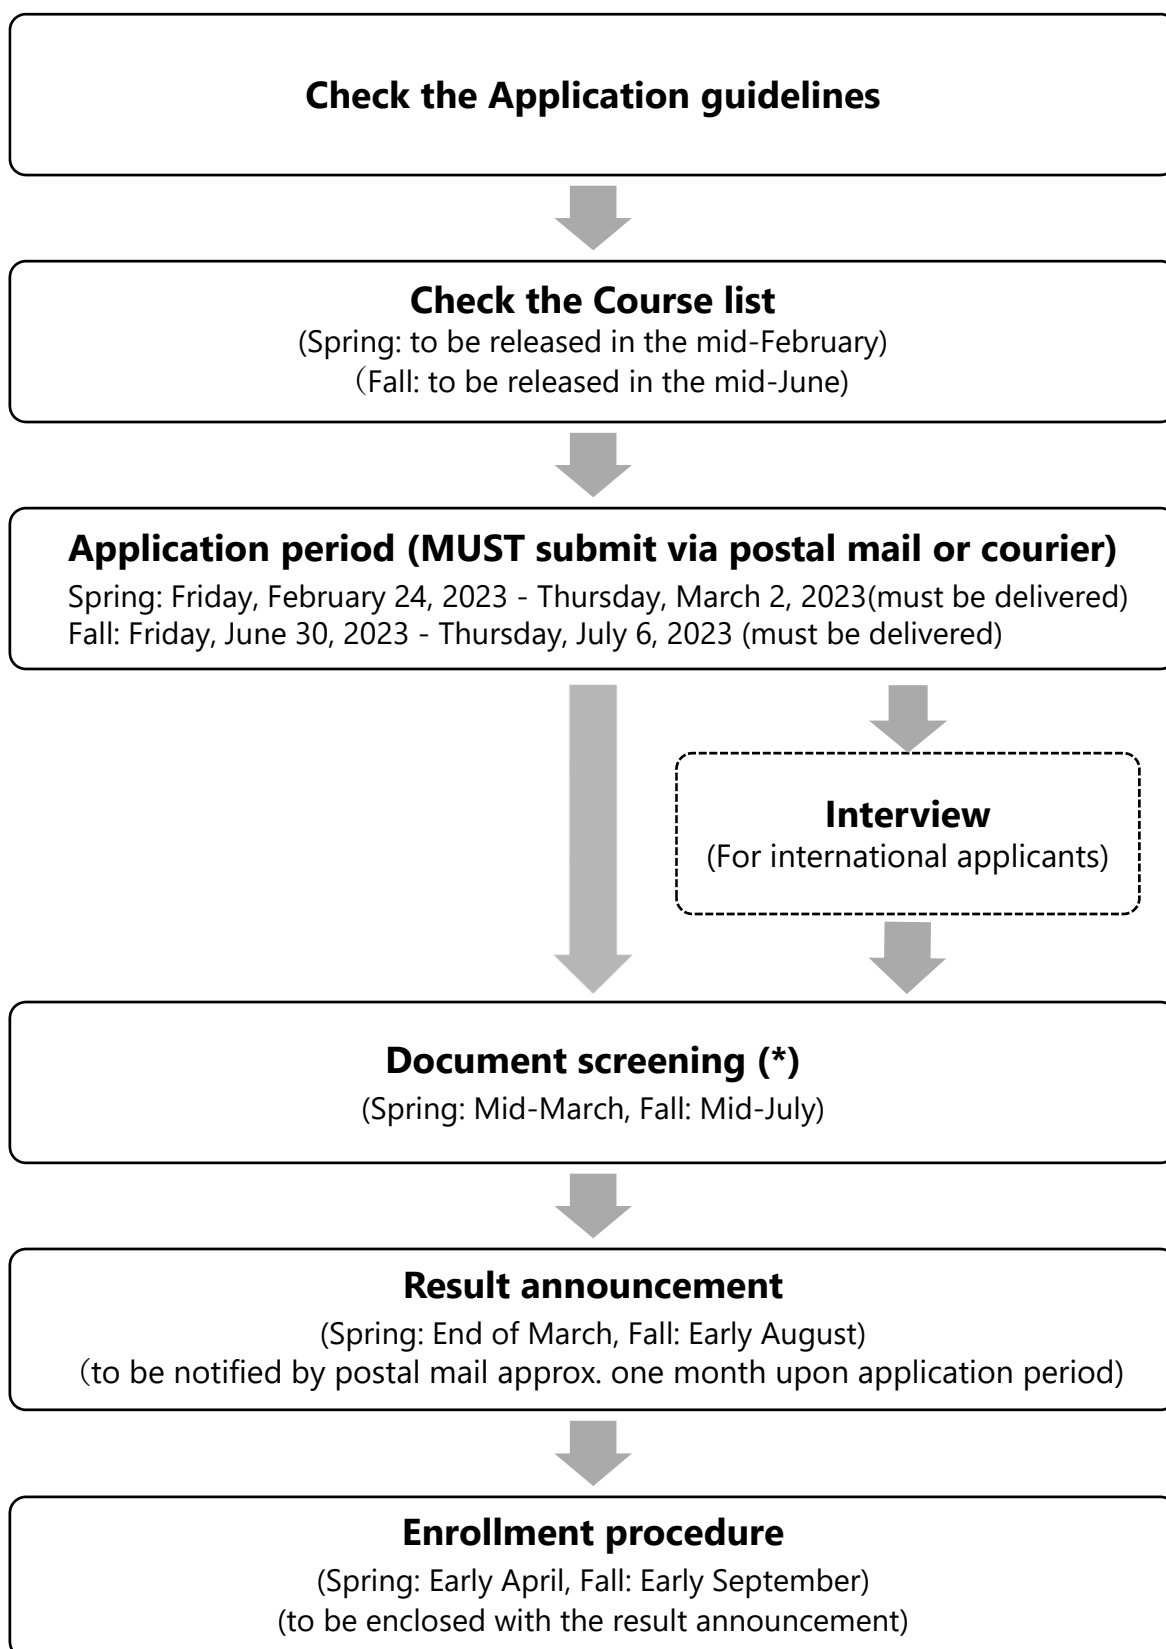 Check the Application guidelines
Check the Course list
(Spring: to be released in the mid-February)
（Fall: to be released in the mid-June)
Application period (MUST submit via postal mail or courier)
Spring: Friday, February 24, 2023 - Thursday, March 2, 2023(must be delivered)
Fall: Friday, June 30, 2023 - Thursday, July 6, 2023 (must be delivered)
Interview
(For international applicants)
Document screening (*)
(Spring: Mid-March, Fall: Mid-July)
Result announcement
(Spring: End of March, Fall: Early August)
（to be notified by postal mail approx. one month upon application period)
Enrollment procedure
(Spring: Early April, Fall: Early September)
(to be enclosed with the result announcement)